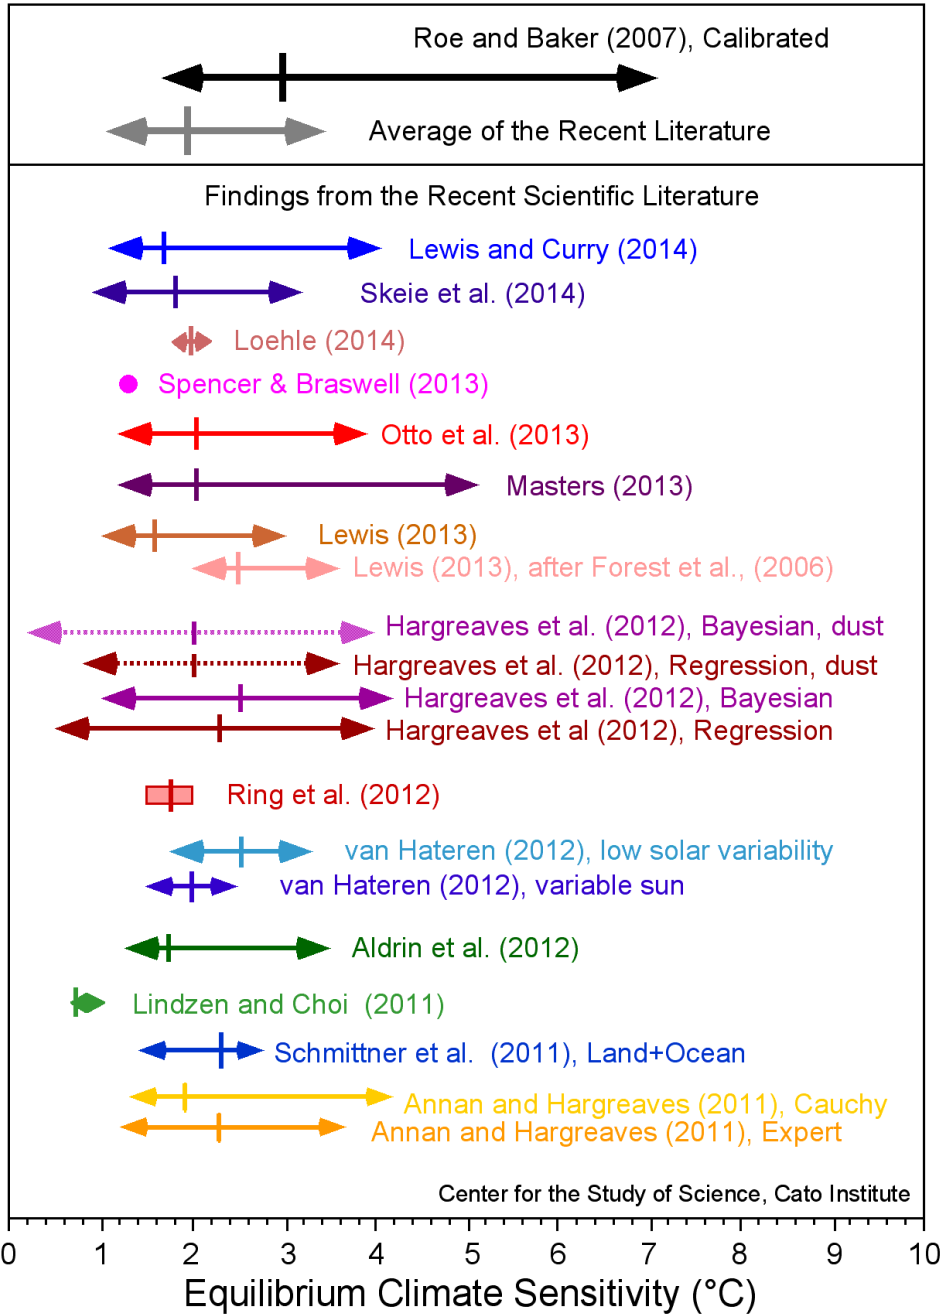 Roe and Baker (2007), Calibrated
Average of the Recent Literature
Findings from the Recent Scientific Literature
Lewis and Curry (2014)
Skeie et al. (2014)
Loehle (2014)
Spencer & Braswell (2013)
Otto et al. (2013)
Masters (2013)
Lewis (2013)
Lewis (2013), after Forest et al., (2006)
Hargreaves et al. (2012), Bayesian, dust
Hargreaves et al. (2012), Regression, dust
Hargreaves et al. (2012), Bayesian
Hargreaves et al (2012), Regression
Ring et al. (2012)
van Hateren (2012), low solar variability
van Hateren (2012), variable sun
Aldrin et al. (2012)
Lindzen and Choi  (2011)
Schmittner et al.  (2011), Land+Ocean
Annan and Hargreaves (2011), Cauchy
Annan and Hargreaves (2011), Expert
Center for the Study of Science, Cato Institute
0 1 2 3 4 5 6 7 8 9 10
Equilibrium Climate Sensitivity (°C)